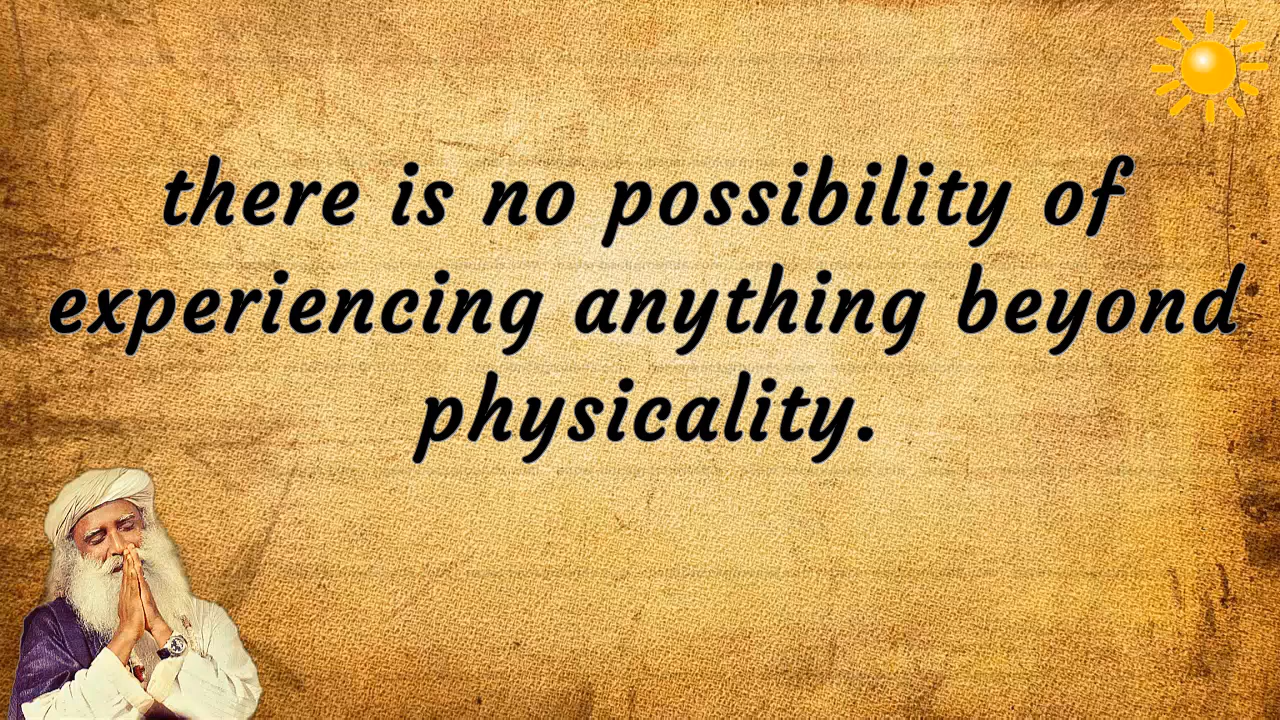 there is no possibility of
experiencing anything beyond
physicality.